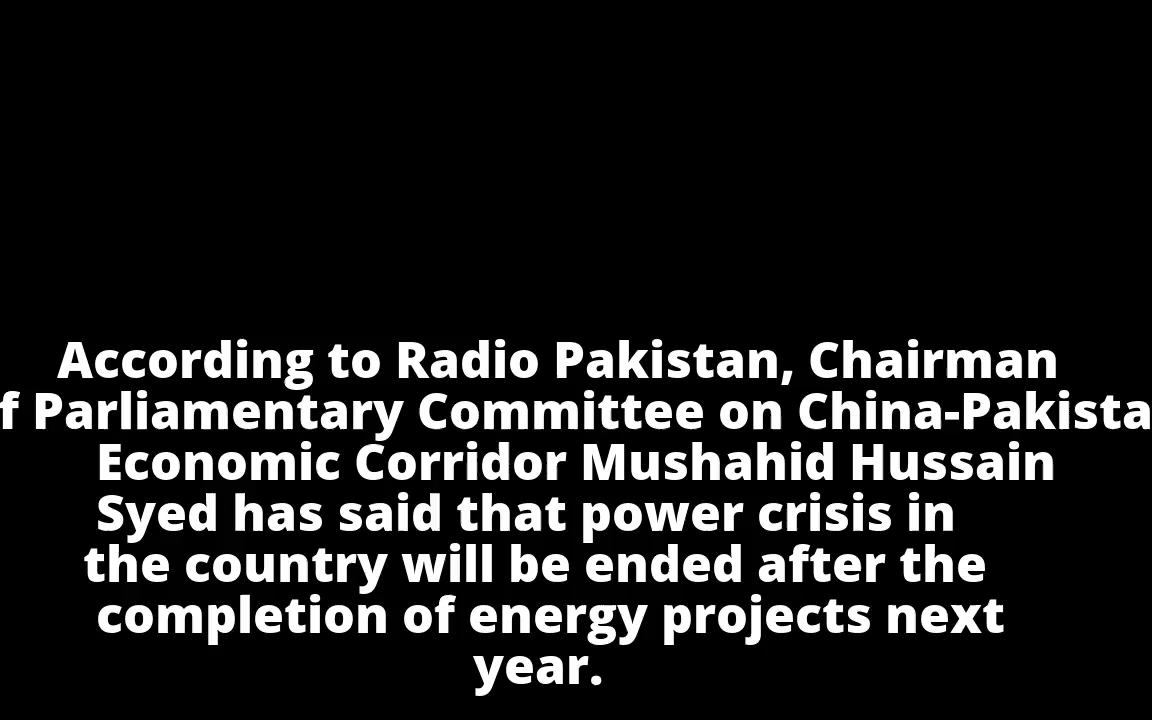 According to Radio Pakistan, Chairman
f Parliamentary Committee on China-Pakista
Economic Corridor Mushahid Hussain
Syed has said that power crisis in
the country will be ended after the
completion of energy projects next
year.